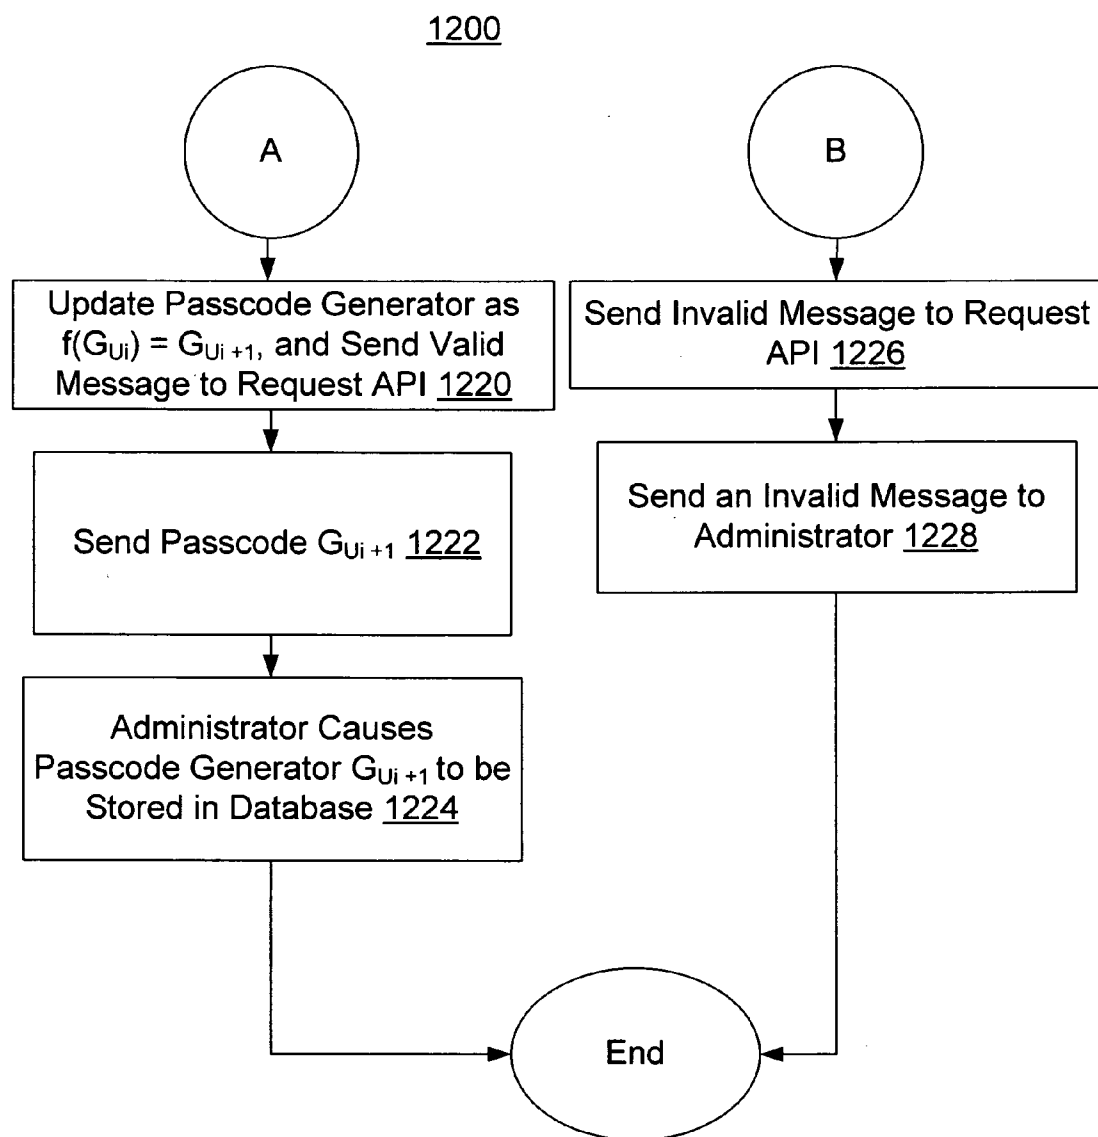 1200
A
Update Passcode Generator as
f(GUi) = GUi +1, and Send Valid
Message to Request API 1220
Send Passcode GUi +1 1222
Administrator Causes
Passcode Generator GUi +1 to be
Stored in Database 1224
B
Send Invalid Message to Request
API 1226
Send an Invalid Message to
Administrator 1228
End